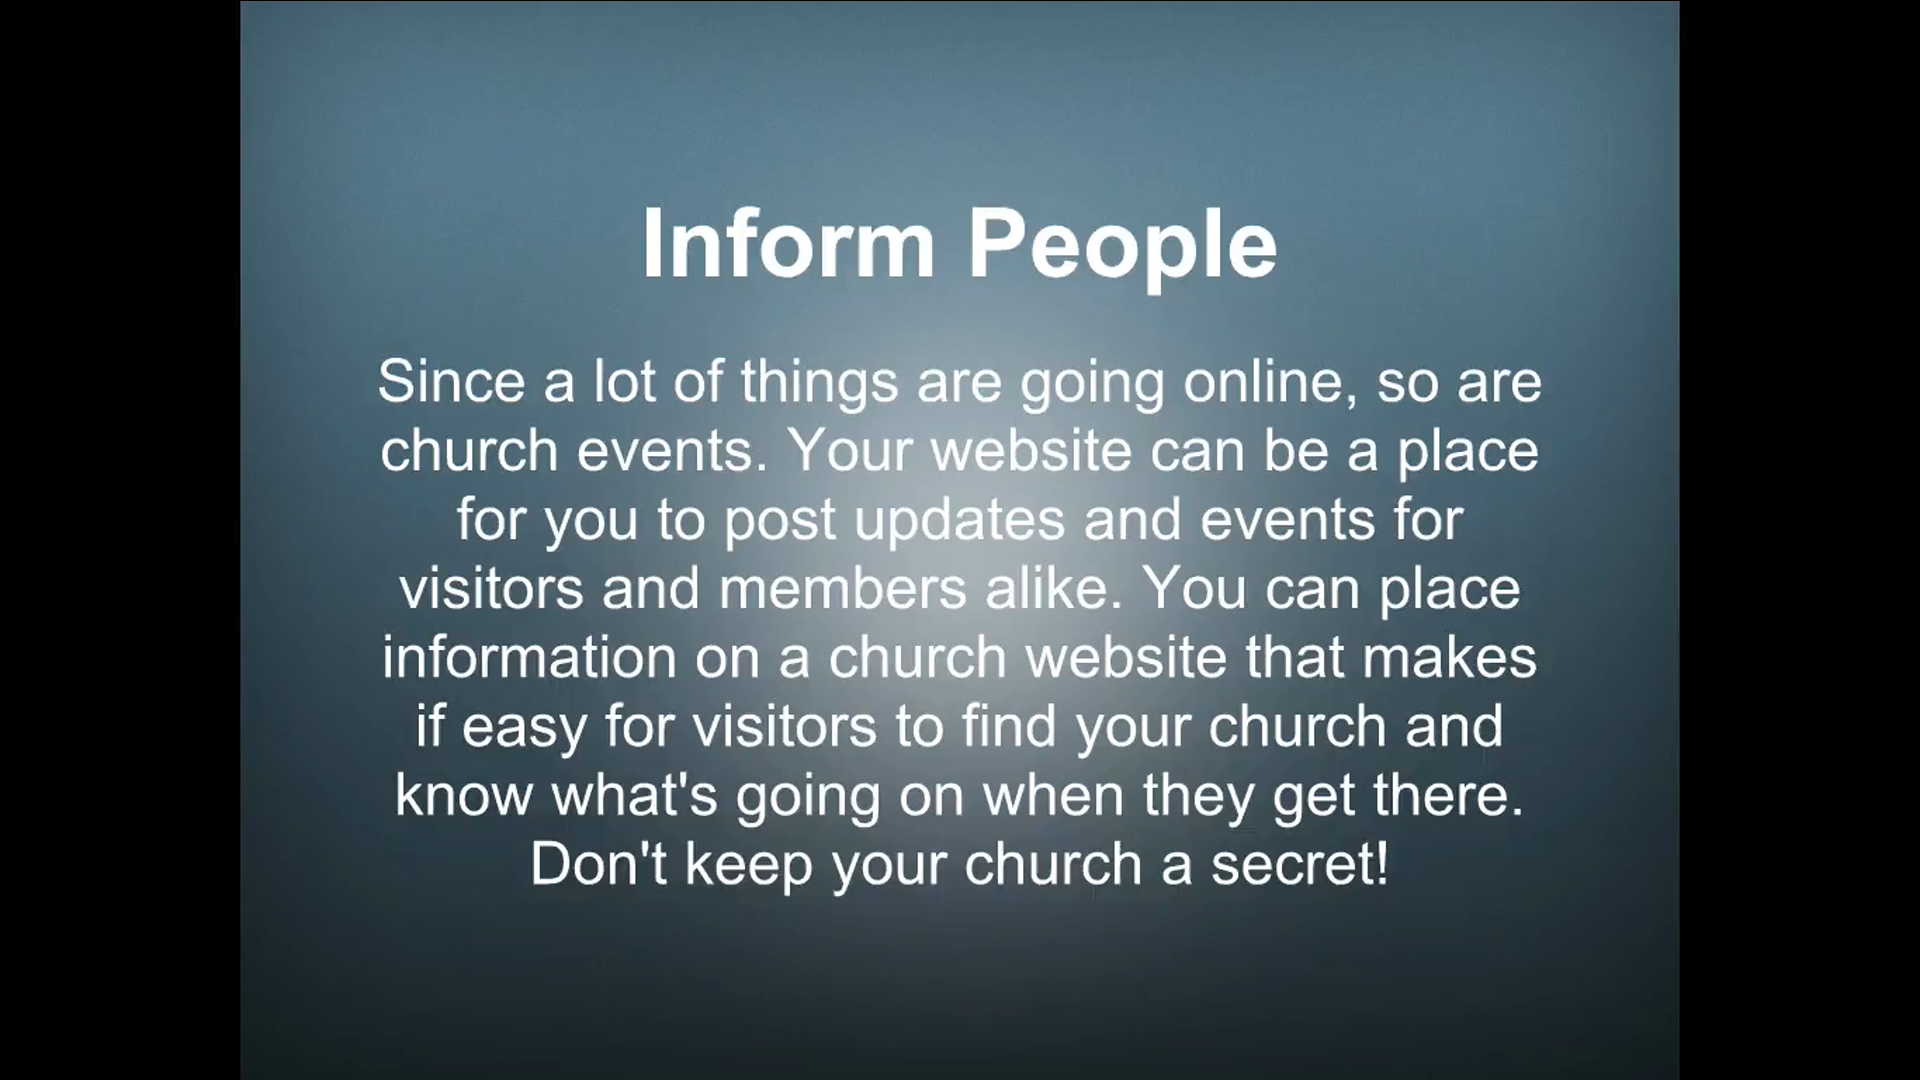 Inform People
Since a lot of things are going online, so are
church events. Your website can be a place
for you to post updates and events for
visitors and members alike. You can place
information on a church website that makes
if easy for visitors to find your church and
know what's going on when they get there.
Don't keep your church a secret!